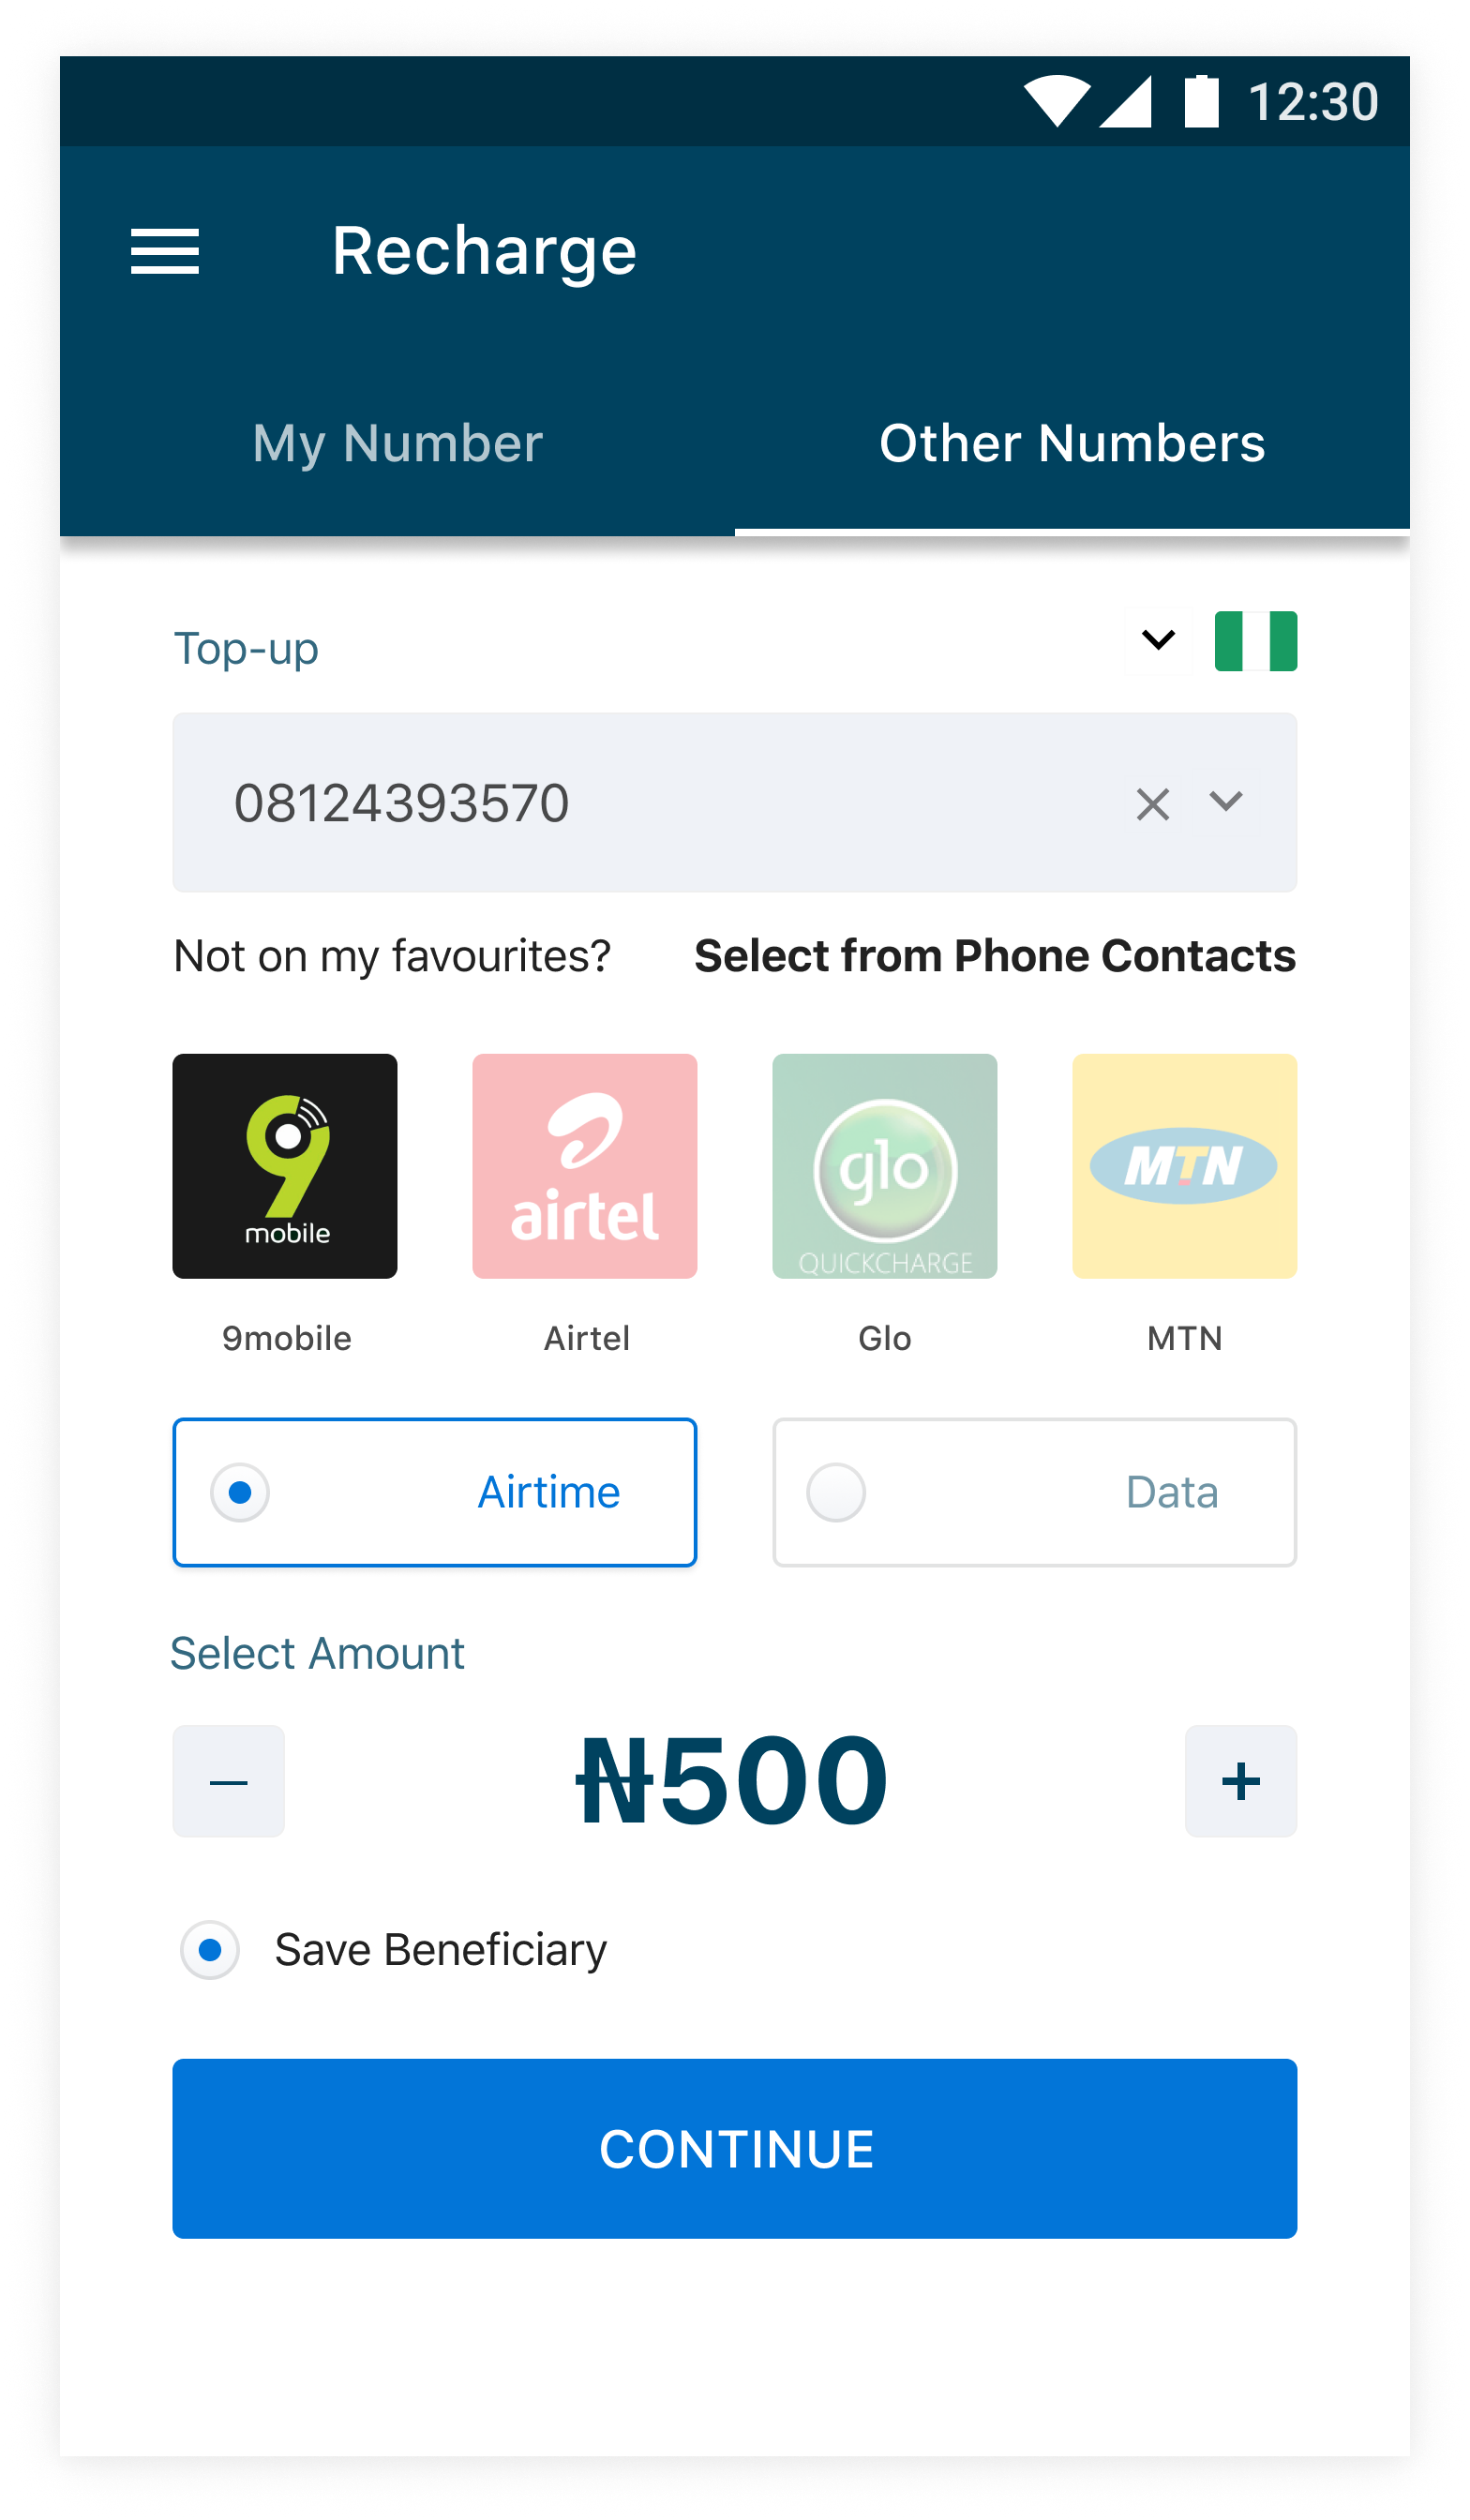 12:30
Recharge
My Number Other Numbers
Top-up
08124393570
Not on my favourites? Select from Phone Contacts
9 mobile
airtel
glo
QUICKCHARGE
MTN
9mobile Airtel Glo MTN
Airtime Data
Select Amount
₦500
Save Beneficiary
CONTINUE